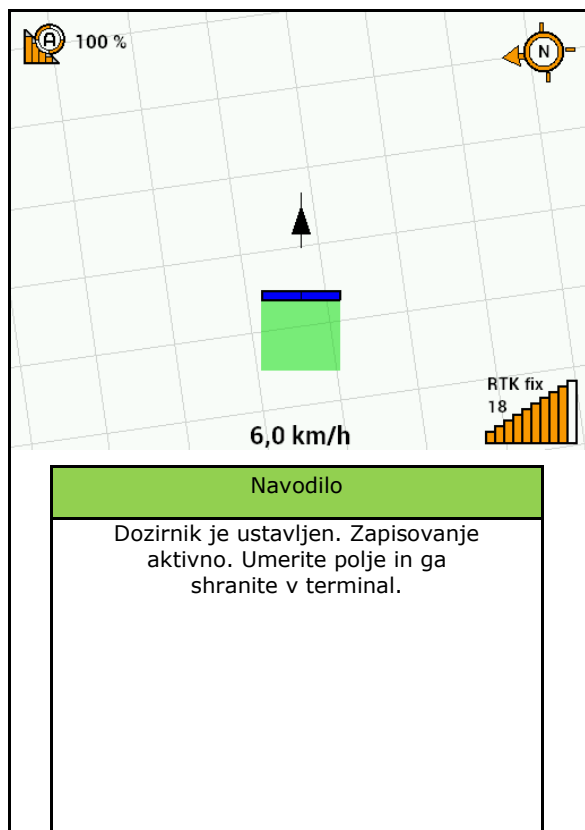 A 100 %
N
RTK fix
18
6,0 km/h
Navodilo
Dozirnik je ustavljen. Zapisovanje
aktivno. Umerite polje in ga
shranite v terminal.